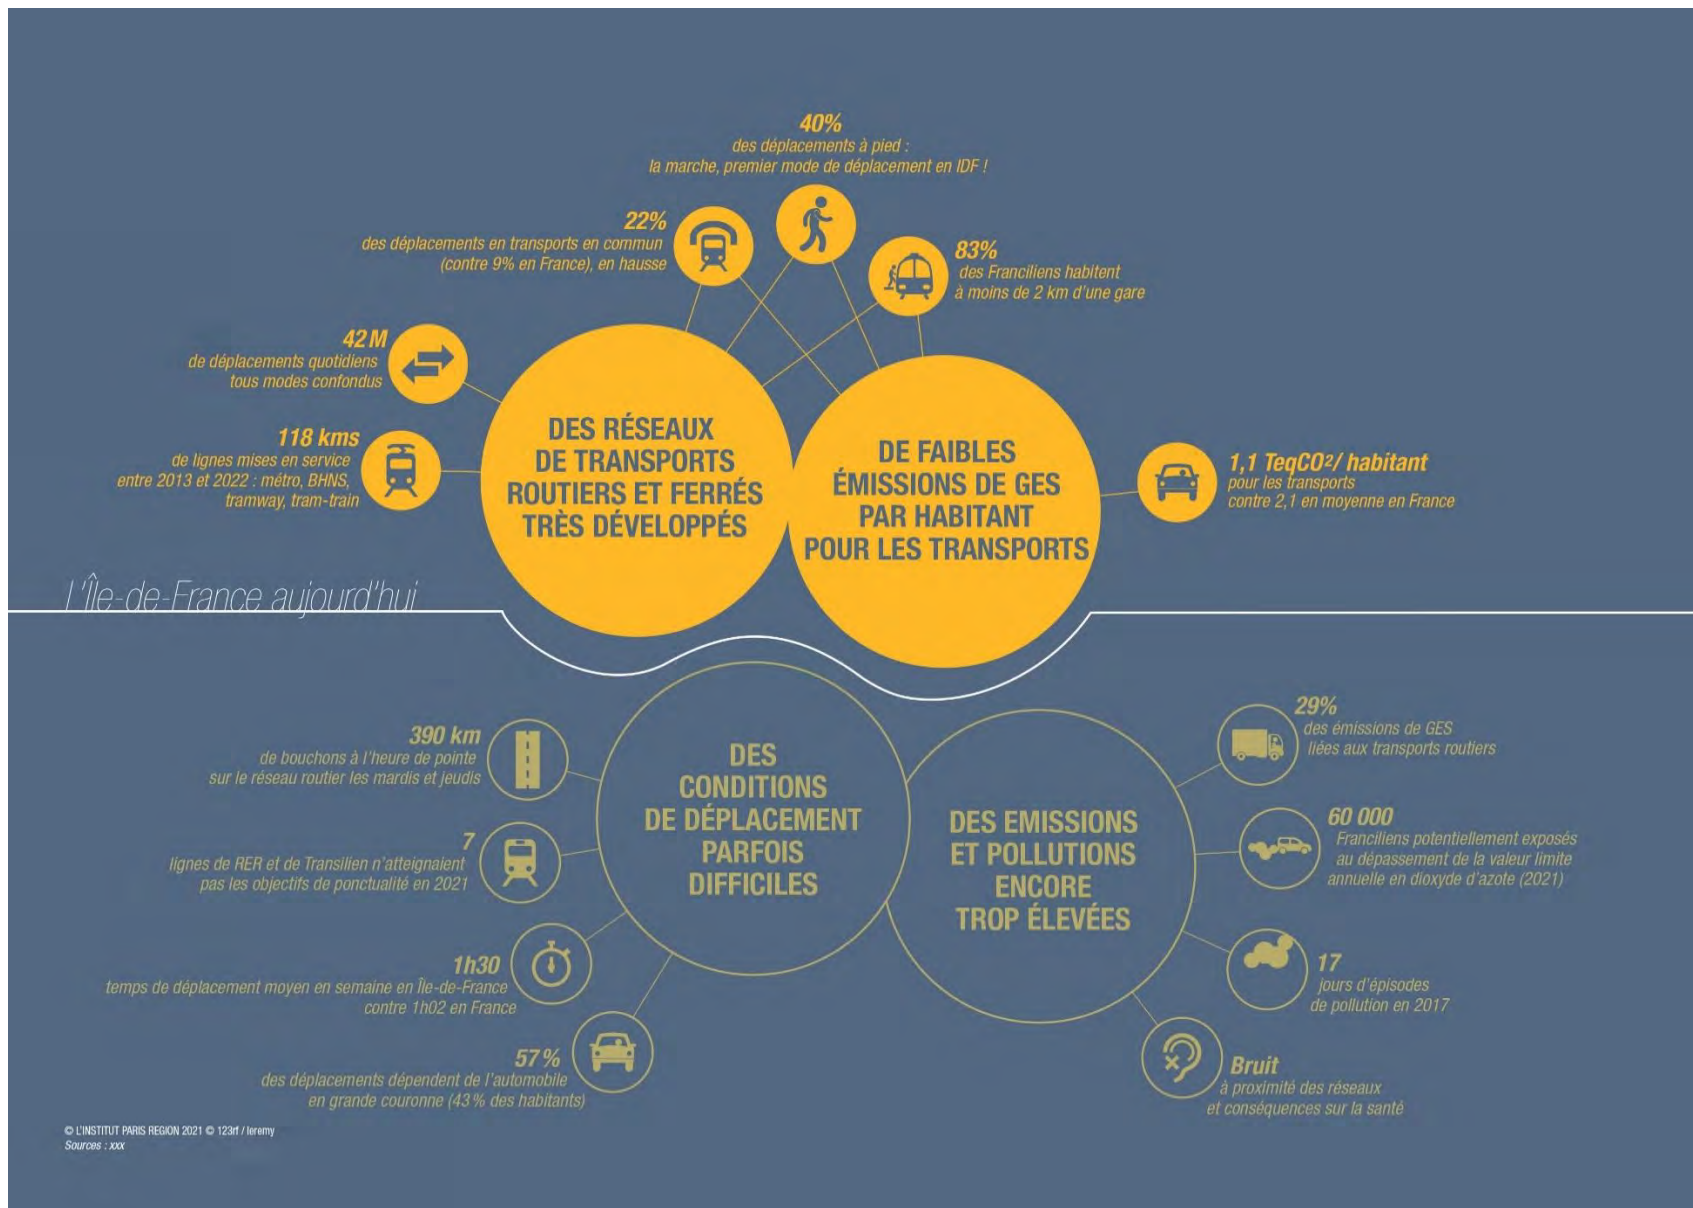 40%
des déplacements à pied :
la marche, premier mode de déplacement en IDF !
22%
des déplacements en transports en commun
(contre 9% en France), en hausse
83%
des Franciliens habitent
à moins de 2 km d'une gare
42 M
de déplacements quotidiens
tous modes confondus
118 kms
de lignes mises en service
entre 2013 et 2022 : métro, BHNS,
tramway, tram-train
DES RÉSEAUX
DE TRANSPORTS
ROUTIERS ET FERRÉS
TRÈS DÉVELOPPÉS
DE FAIBLES
ÉMISSIONS DE GES
PAR HABITANT
POUR LES TRANSPORTS
1,1 TeqCO²/ habitant
pour les transports
contre 2,1 en moyenne en France
L'Île-de-France aujourd'hui
390 km
de bouchons à l'heure de pointe
sur le réseau routier les mardis et jeudis
7
lignes de RER et de Transilien n'atteignaient
pas les objectifs de ponctualité en 2021
1h30
temps de déplacement moyen en semaine en Île-de-France
contre 1h02 en France
57 %
des déplacements dépendent de l'automobile
en grande couronne (43 % des habitants)
DES
CONDITIONS
DE DÉPLACEMENT
PARFOIS
DIFFICILES
DES EMISSIONS
ET POLLUTIONS
ENCORE
TROP ÉLEVÉES
29%
des émissions de GES
liées aux transports routiers
60 000
Franciliens potentiellement exposés
au dépassement de la valeur limite
annuelle en dioxyde d'azote (2021)
17
jours d'épisodes
de pollution en 2017
Bruit
à proximité des réseaux
et conséquences sur la santé
© L'INSTITUT PARIS REGION 2021 © 123rf / leremy
Sources : xxx